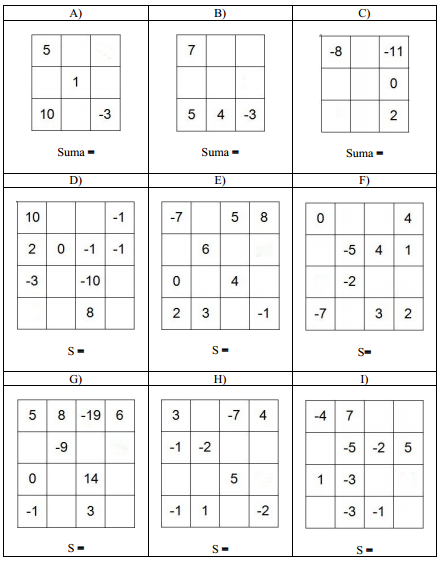 A) B) C)
5 7 -8 -11
1 0
10 -3 5 4 -3 2
Suma = Suma = Suma =
D) E) F)
10 -1 -7 5 8 0 4
2 0 -1 -1 6 -5 4 1
-3 -10 0 4 -2
8 2 3 -1 -7 3 2
S = S = S=
G) H) I)
5 8 -19 6 3 -7 4 -4 7
-9 -1 -2 -5 -2 5
0 14 5 1 -3
-1 3 -1 1 -2 -3 -1
S = S = S =